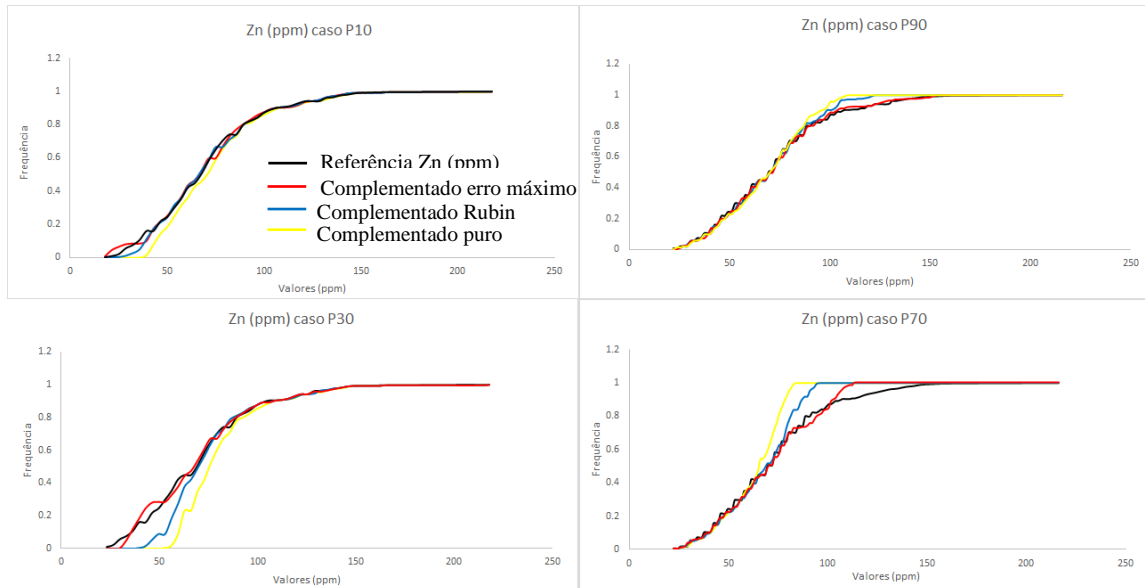 Zn (ppm) caso P10
1.2
1
0.8
0.6
0.4
0.2
0
Frequência
0 50 100 150 200 250
Valores (ppm)
Referência Zn (ppm)
Complementado erro máximo
Complementado Rubin
Complementado puro
Zn (ppm) caso P90
1.2
1
0.8
0.6
0.4
0.2
0
Frequência
0 50 100 150 200 250
Valores (ppm)
Zn (ppm) caso P30
1.2
1
0.8
0.6
0.4
0.2
0
Frequência
0 50 100 150 200 250
Valores (ppm)
Zn (ppm) caso P70
1.2
1
0.8
0.6
0.4
0.2
0
Frequência
0 50 100 150 200 250
Valores (ppm)